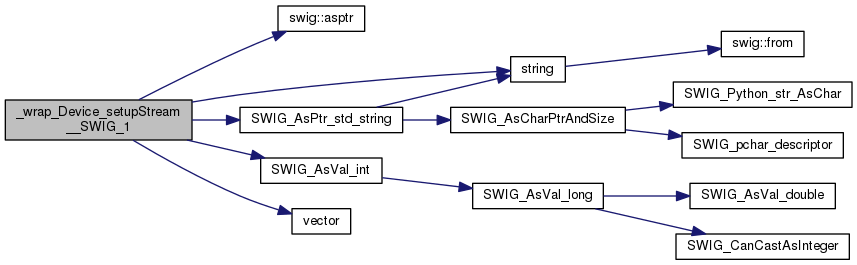 swig::asptr
swig::from
string
_wrap_Device_setupStream
__SWIG_1
SWIG_AsPtr_std_string
SWIG_AsCharPtrAndSize
SWIG_Python_str_AsChar
SWIG_pchar_descriptor
SWIG_AsVal_int
SWIG_AsVal_long
SWIG_AsVal_double
vector
SWIG_CanCastAsInteger